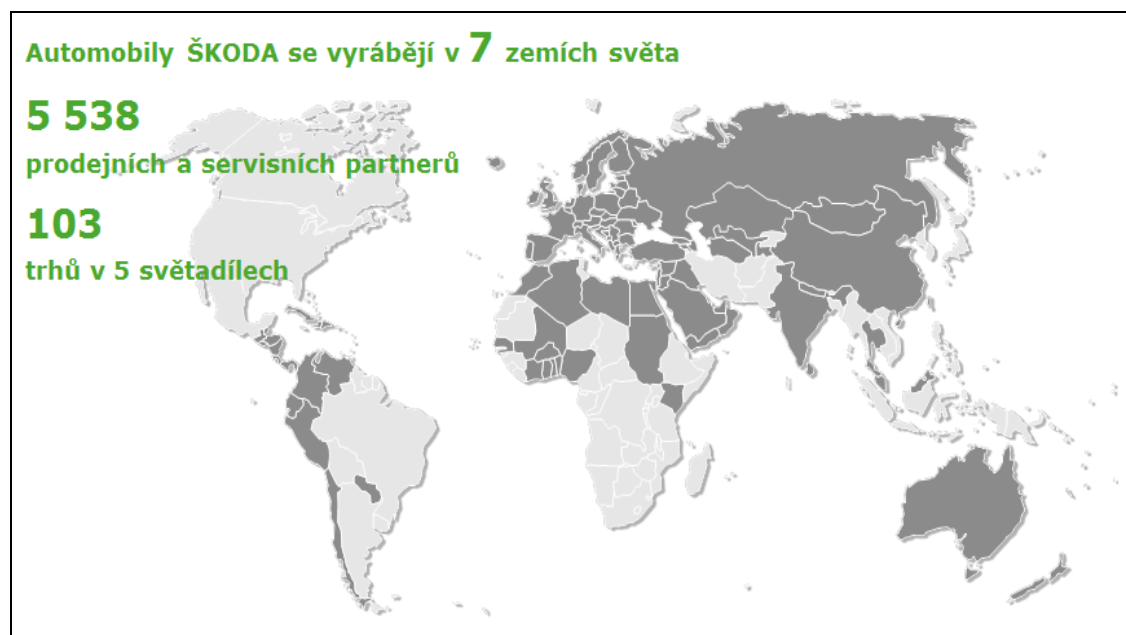 Automobily ŠKODA se vyrábějí v 7 zemích světa
5 538
prodejních a servisních partnerů
103
trhů v 5 světadílech